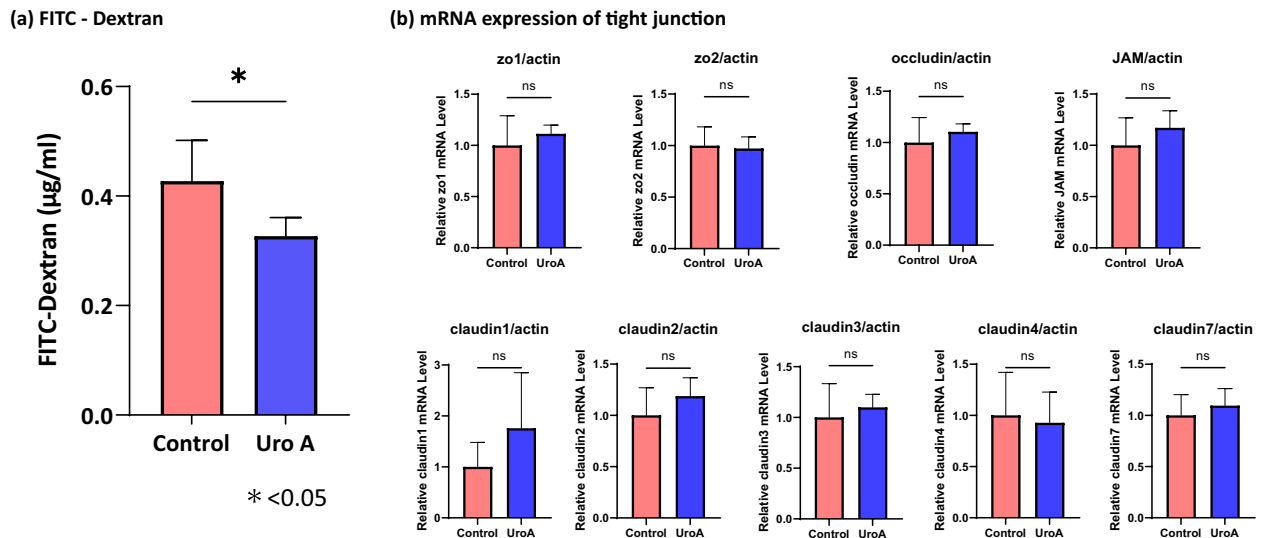 (a) FITC - Dextran
FITC-Dextran (µg/ml)
0.6
0.4
0.2
0.0
*
Control Uro A
* <0.05
(b) mRNA expression of tight junction
zo1/actin
Relative zo1 mRNA Level
1.5
1.0
0.5
0.0
ns
Control UroA
zo2/actin
Relative zo2 mRNA Level
1.5
1.0
0.5
0.0
ns
Control UroA
occludin/actin
Relative occludin mRNA Level
1.5
1.0
0.5
0.0
ns
Control UroA
JAM/actin
Relative JAM mRNA Level
1.5
1.0
0.5
0.0
ns
Control UroA
claudin1/actin
Relative claudin1 mRNA Level
3
2
1
0
ns
Control UroA
claudin2/actin
Relative claudin2 mRNA Level
1.5
1.0
0.5
0.0
ns
Control UroA
claudin3/actin
Relative claudin3 mRNA Level
1.5
1.0
0.5
0.0
ns
Control UroA
claudin4/actin
Relative claudin4 mRNA Level
1.5
1.0
0.5
0.0
ns
Control UroA
claudin7/actin
Relative claudin7 mRNA Level
1.5
1.0
0.5
0.0
ns
Control UroA